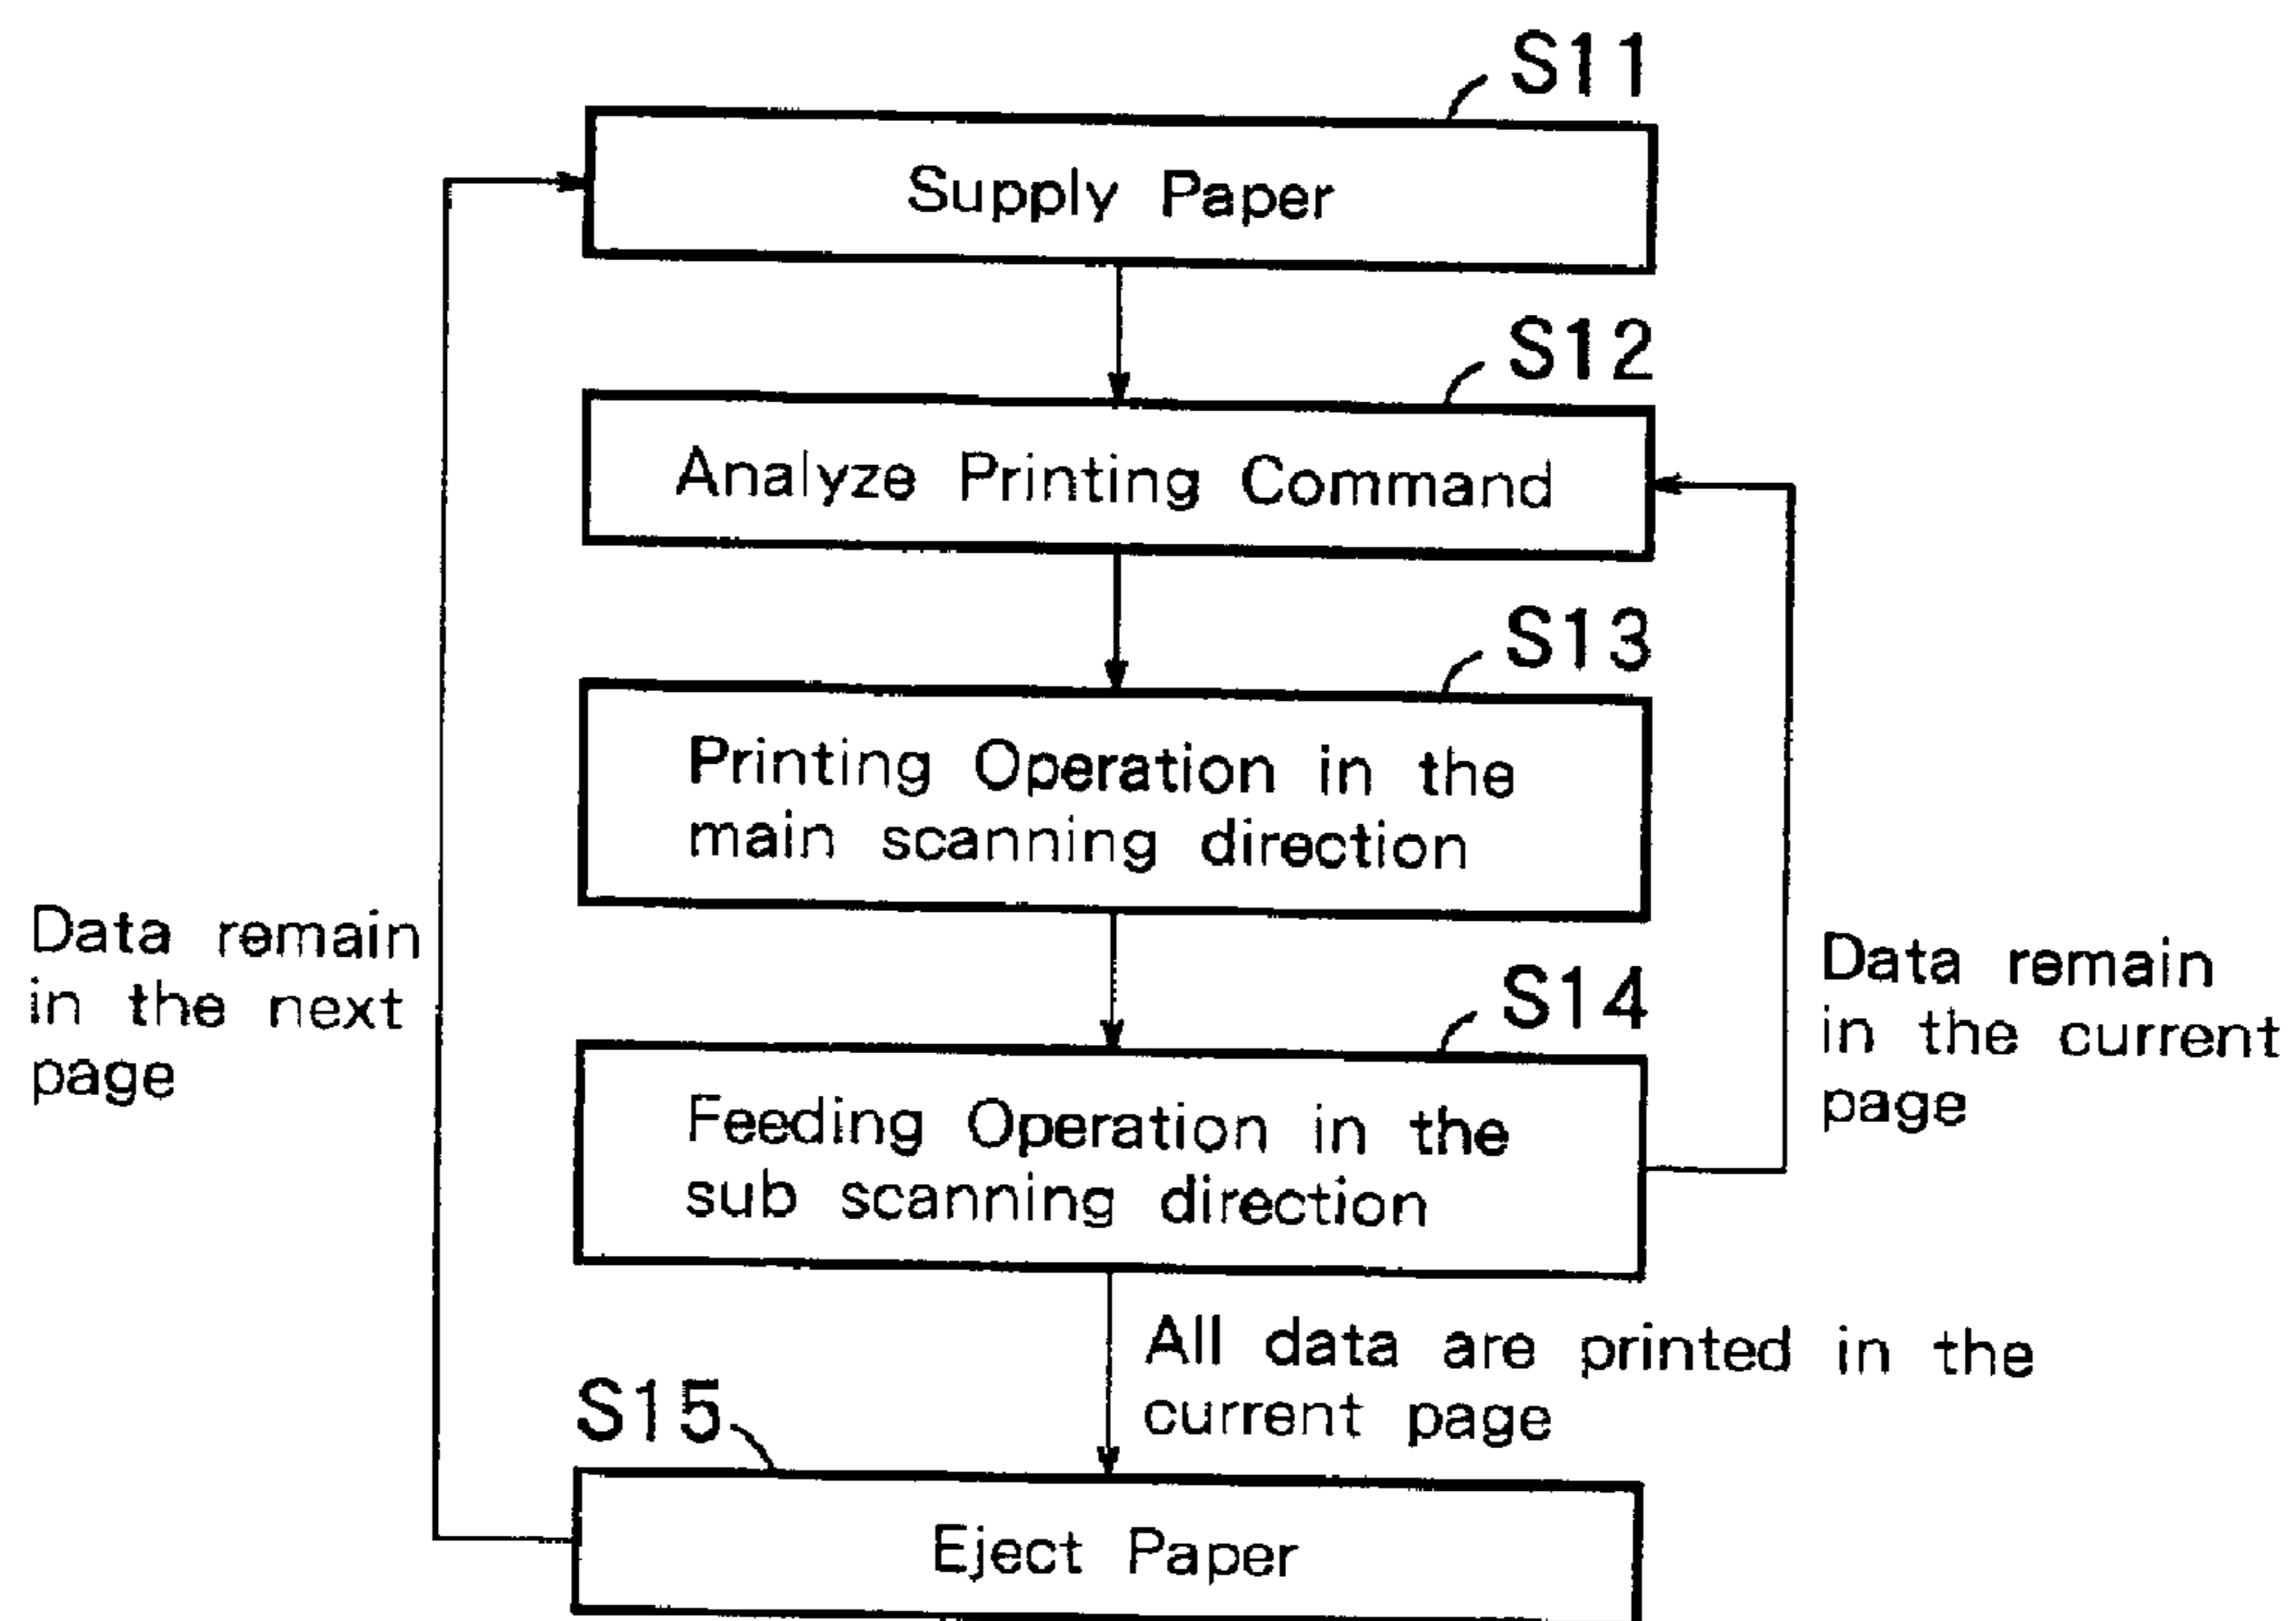 S11
Supply Paper
S12
Analyze Printing Command
S13
Printing Operation in the
main scanning direction
Data remain
in the next
page
S14
Data remain
in the current
page
Feeding Operation in the
sub scanning direction
All data are printed in the
current page
S15
Eject Paper